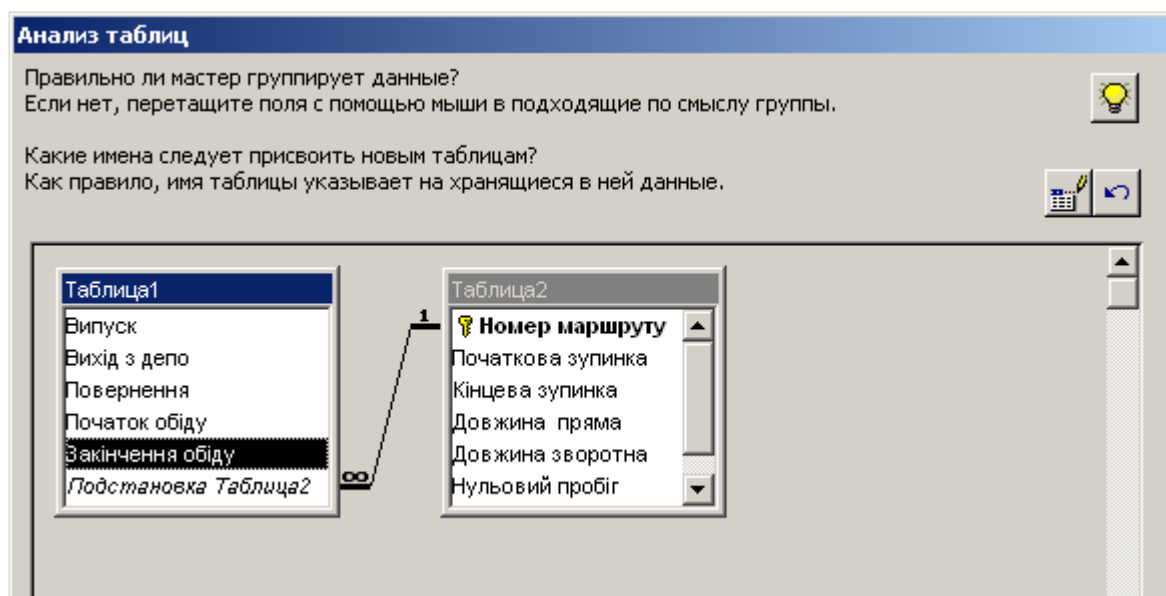 Анализ таблиц
Правильно ли мастер группирует данные?
Если нет, перетащите поля с помощью мыши в подходящие по смыслу группы.
Какие имена следует присвоить новым таблицам?
Как правило, имя таблицы указывает на хранящиеся в ней данные.
Таблица1
Випуск
Вихід з депо
Повернення
Початок обіду
Закінчення обіду
Подстановка Таблица2
∞
1
Таблица2
Номер маршруту
Початкова зупинка
Кінцева зупинка
Довжина пряма
Довжина зворотна
Нульовий пробіг